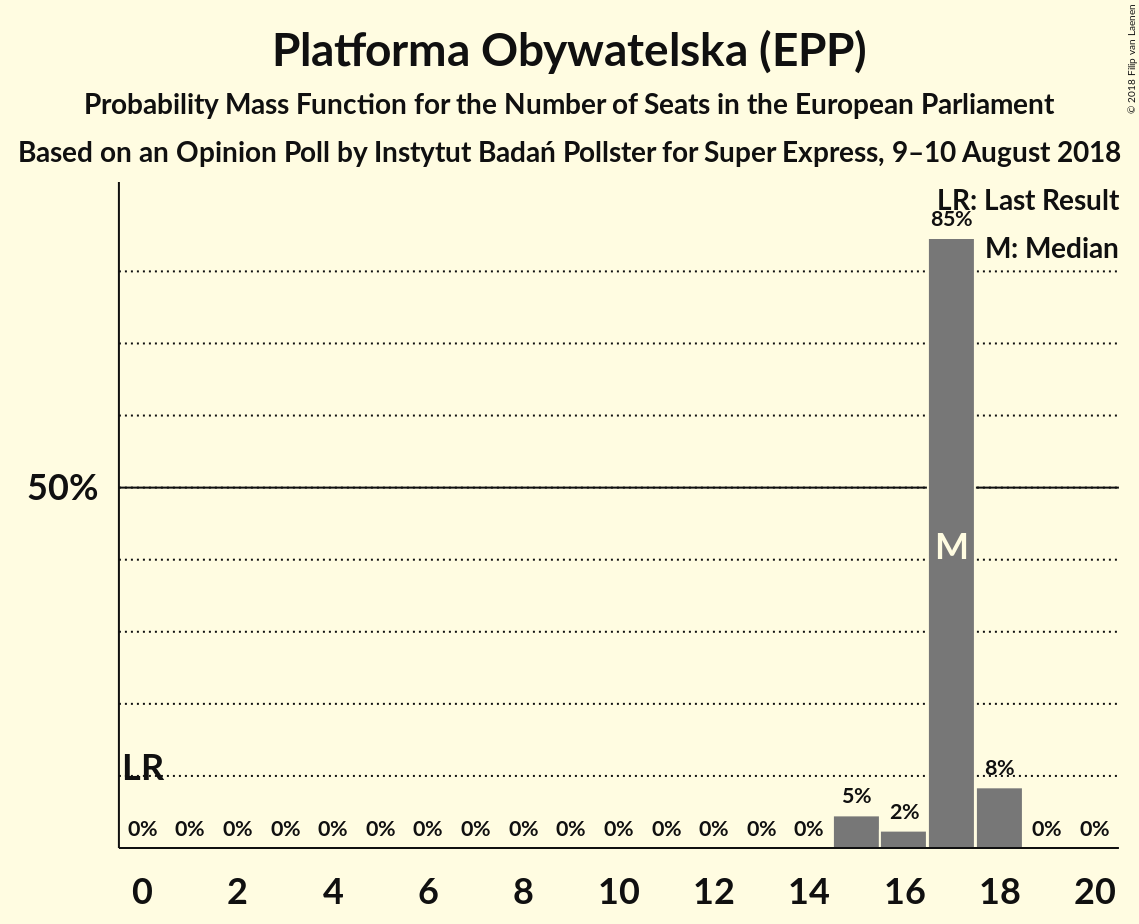 Platforma Obywatelska (EPP)
Probability Mass Function for the Number of Seats in the European Parliament
Based on an Opinion Poll by Instytut Badań Pollster for Super Express, 9–10 August 2018
© 2018 Filip van Laenen
LR: Last Result
85%
M: Median
50%
M
LR
0% 0% 0% 0% 0% 0% 0% 0% 0% 0% 0% 0% 0% 0% 0% 5% 2% 8% 0% 0%
0 2 4 6 8 10 12 14 16 18 20